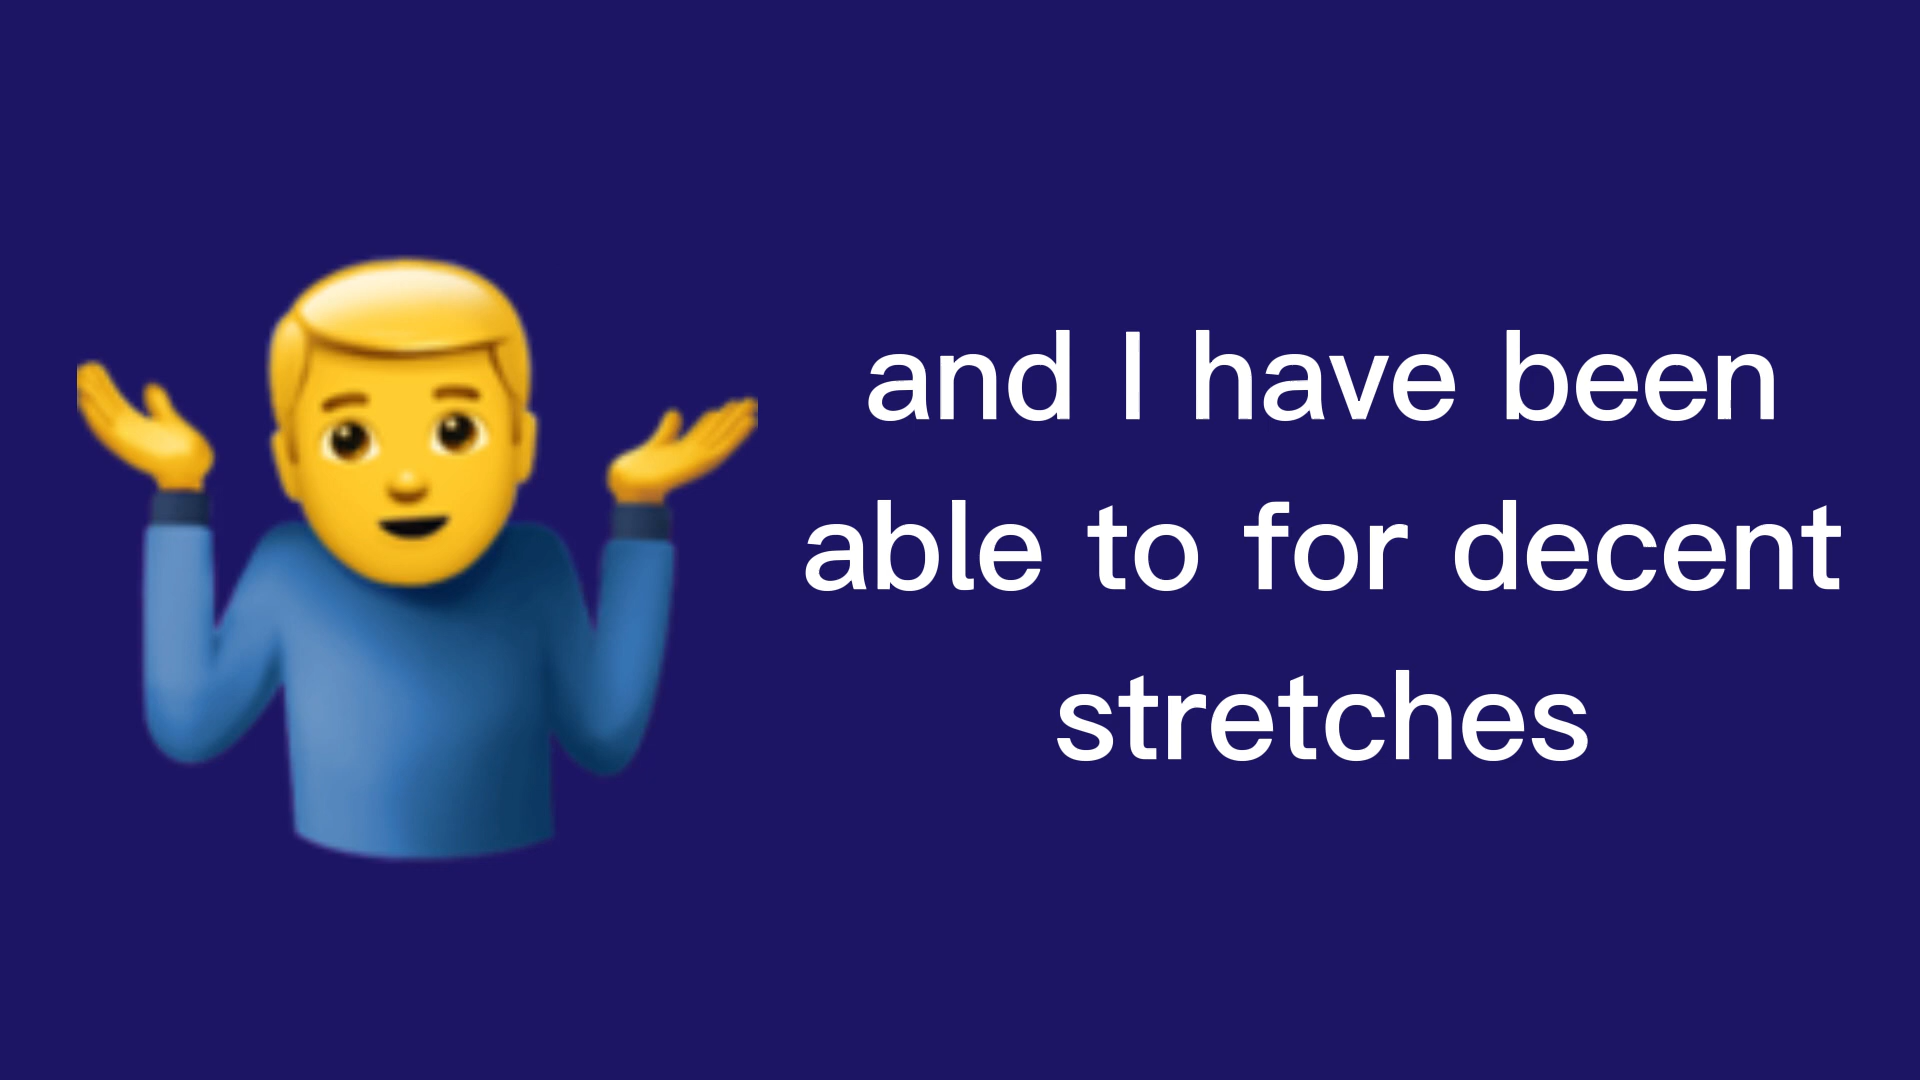 and I have been
able to for decent
stretches